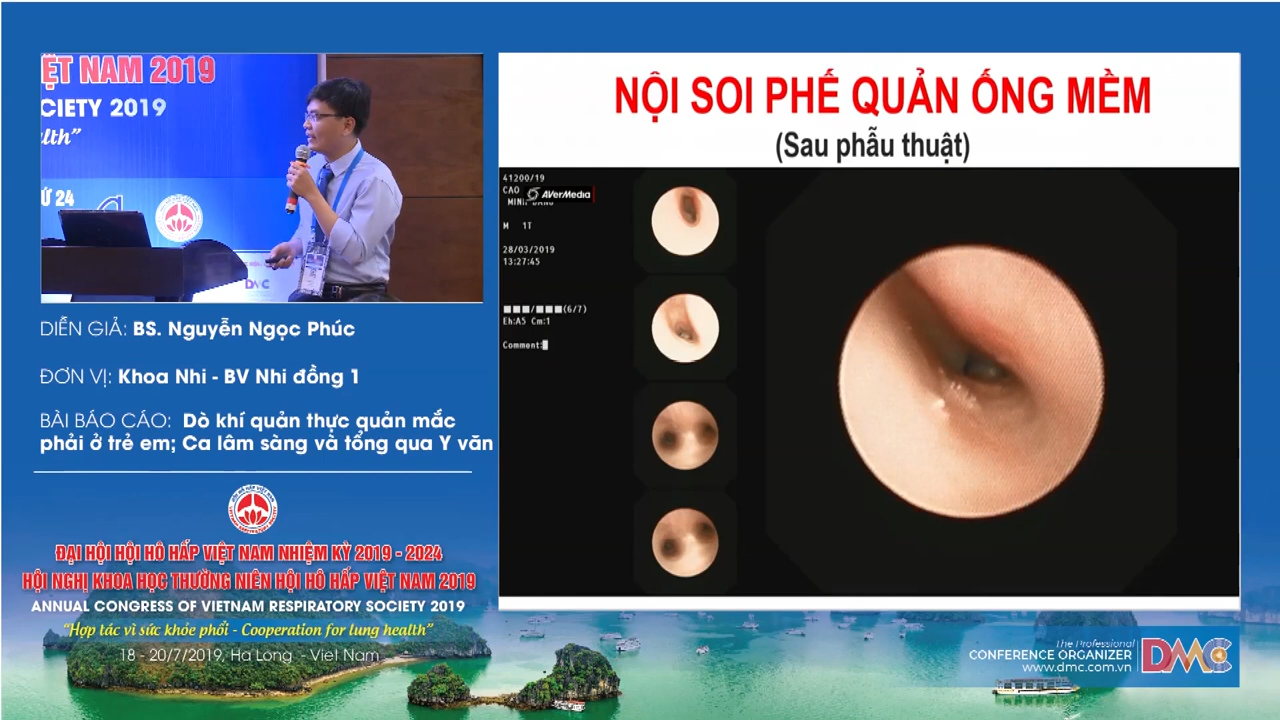 ỆT NAM 2019
CIETY 2019
lth”
Ứ 24
DMC
DIỄN GIẢ: BS. Nguyễn Ngọc Phúc
ĐƠN VỊ: Khoa Nhi - BV Nhi đồng 1
BÀI BÁO CÁO: Dò khí quản thực quản mắc
phải ở trẻ em; Ca lâm sàng và tổng qua Y văn
ĐẠI HỘI HỘI HÔ HẤP VIỆT NAM NHIỆM KỲ 2019 - 2024
HỘI NGHỊ KHOA HỌC THƯỜNG NIÊN HỘI HÔ HẤP VIỆT NAM 2019
ANNUAL CONGRESS OF VIETNAM RESPIRATORY SOCIETY 2019
“Hợp tác vì sức khỏe phổi - Cooperation for lung health”
18 - 20/7/2019, Ha Long - Viet Nam
NỘI SOI PHẾ QUẢN ỐNG MỀM
(Sau phẫu thuật)
41200/19
CAO
AVerMedia
M 1T
28/03/2019
13:27:45
■■■/■■■(6/7)
Eh:A5 Cm:1
Comment:
The Professional
CONFERENCE ORGANIZER
www.dmc.com.vn
DMC